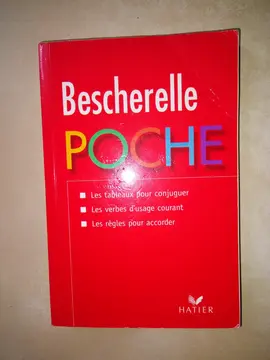 Bescherelle
POCHE
Les tableaux pour conjuguer
Les verbes d'usage courant
Les règles pour accorder
HATIER